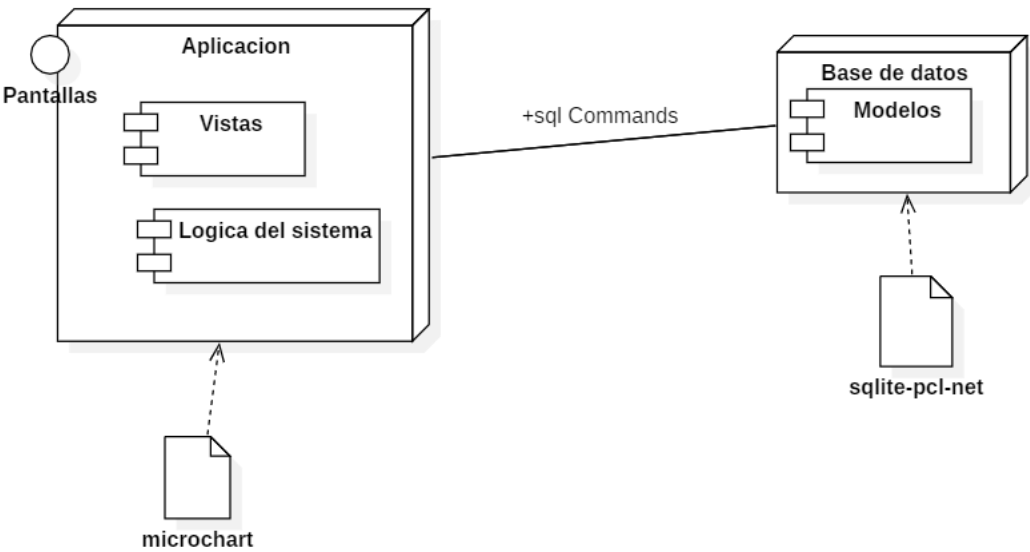 Aplicacion
Pantallas
Vistas
Logica del sistema
+sql Commands
Base de datos
Modelos
sqlite-pcl-net
microchart